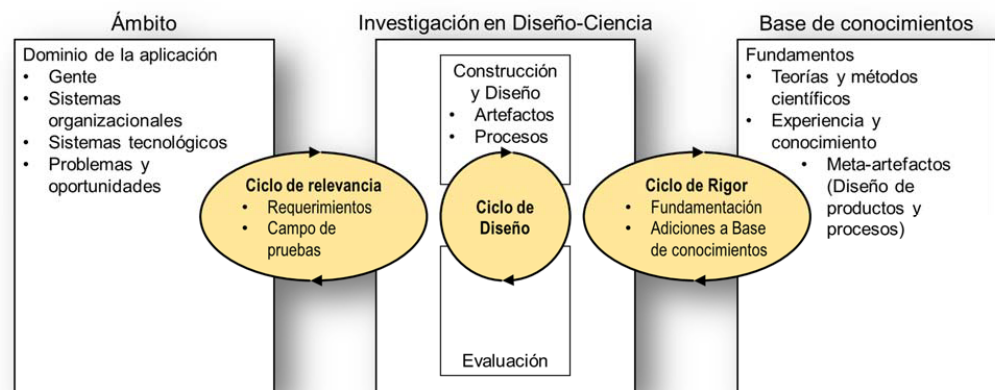 Ámbito
Dominio de la aplicación
• Gente
• Sistemas
organizacionales
• Sistemas tecnológicos
• Problemas y
oportunidades
Ciclo de relevancia
• Requerimientos
• Campo de
pruebas
Investigación en Diseño-Ciencia
Construcción
y Diseño
• Artefactos
• Procesos
Ciclo de
Diseño
Evaluación
Ciclo de Rigor
• Fundamentación
• Adiciones a Base
de conocimientos
Base de conocimientos
Fundamentos
• Teorías y métodos
científicos
• Experiencia y
conocimiento
• Meta-artefactos
(Diseño de
productos y
procesos)